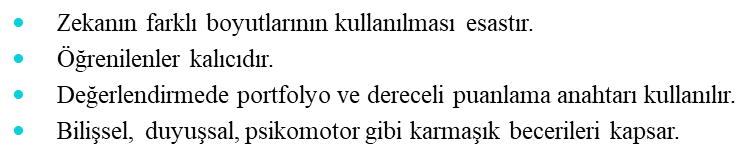 • Zekanın farklı boyutlarının kullanılması esastır.
• Öğrenilenler kalıcıdır.
• Değerlendirmede portfolyo ve dereceli puanlama anahtarı kullanılır.
• Bilişsel, duyuşsal, psikomotor gibi karmaşık becerileri kapsar.